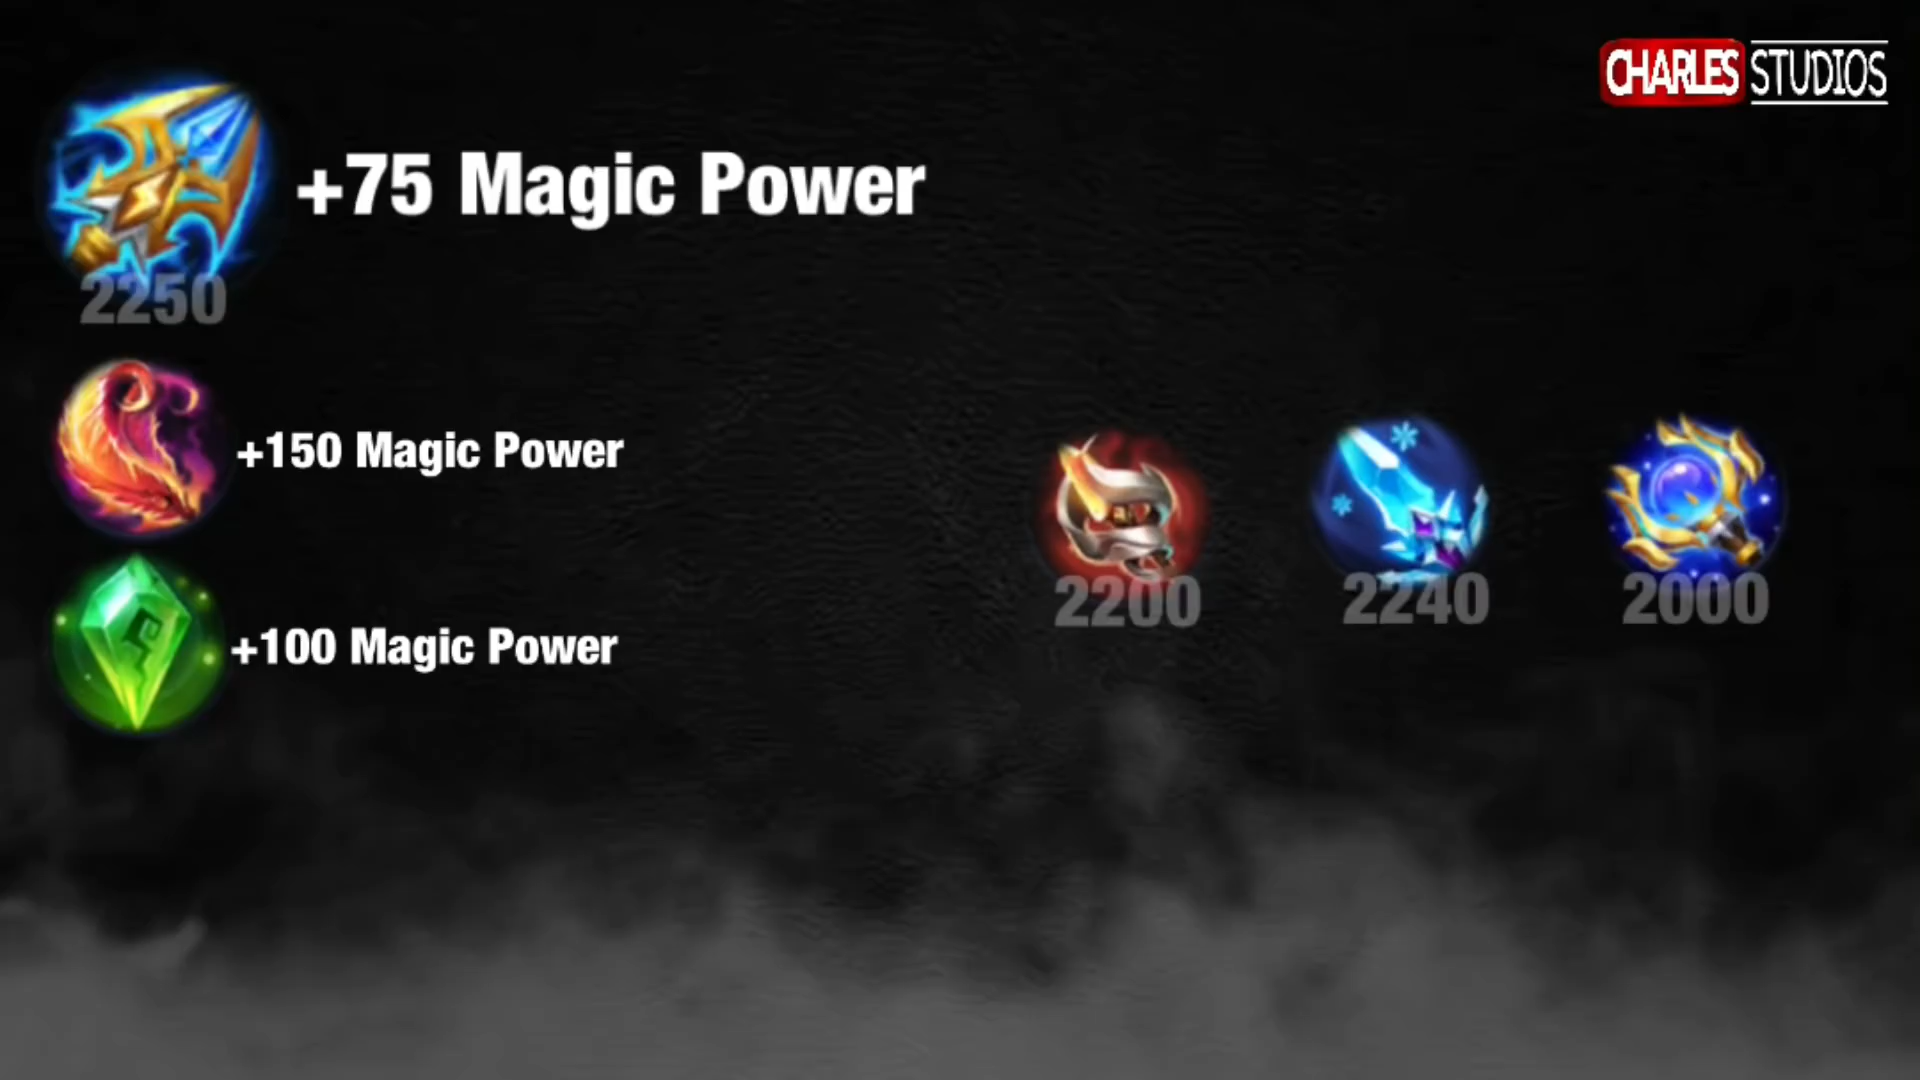 CHARLES STUDIOS
+75 Magic Power
2250
+150 Magic Power
+100 Magic Power
2200
2240
2000